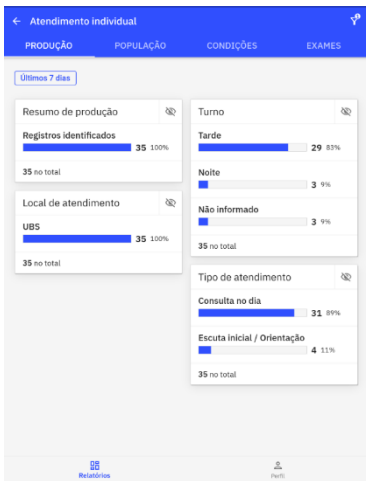 Atendimento individual
PRODUÇÃO POPULAÇÃO CONDIÇÕES EXAMES
Últimos 7 dias
Resumo de produção
Registros identificados
35 100%
35 no total
Local de atendimento
UBS
35 100%
35 no total
Turno
Tarde
29 83%
Noite
3 9%
Não informado
3 9%
35 no total
Tipo de atendimento
Consulta no dia
31 89%
Escuta inicial / Orientação
4 11%
35 no total
Relatórios Perfil